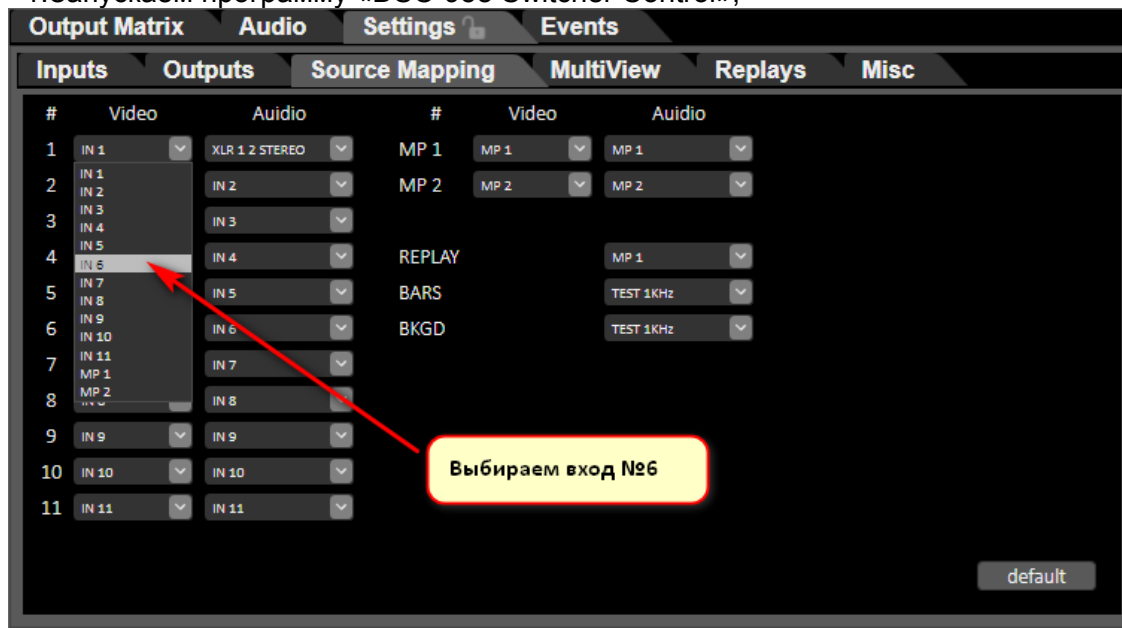 программу
Output Matrix Audio Settings Events
Inputs Outputs Source Mapping MultiView Replays Misc
# Video Auidio # Video Auidio
1 IN 1 XLR 1 2 STEREO MP 1 MP 1 MP 1
IN 1
2 IN 2 IN 2 MP 2 MP 2 MP 2
IN 3
3 IN 4 IN 3
IN 5
4 IN 6 IN 4 REPLAY MP 1
IN 7
5 IN 8 IN 5 BARS TEST 1KHz
IN 9
6 IN 10 IN 6 BKGD TEST 1KHz
IN 11
7 MP 1 IN 7
MP 2
8 IN 8
9 IN 9 IN 9
10 IN 10 IN 10
11 IN 11 IN 11
Выбираем вход №6
default